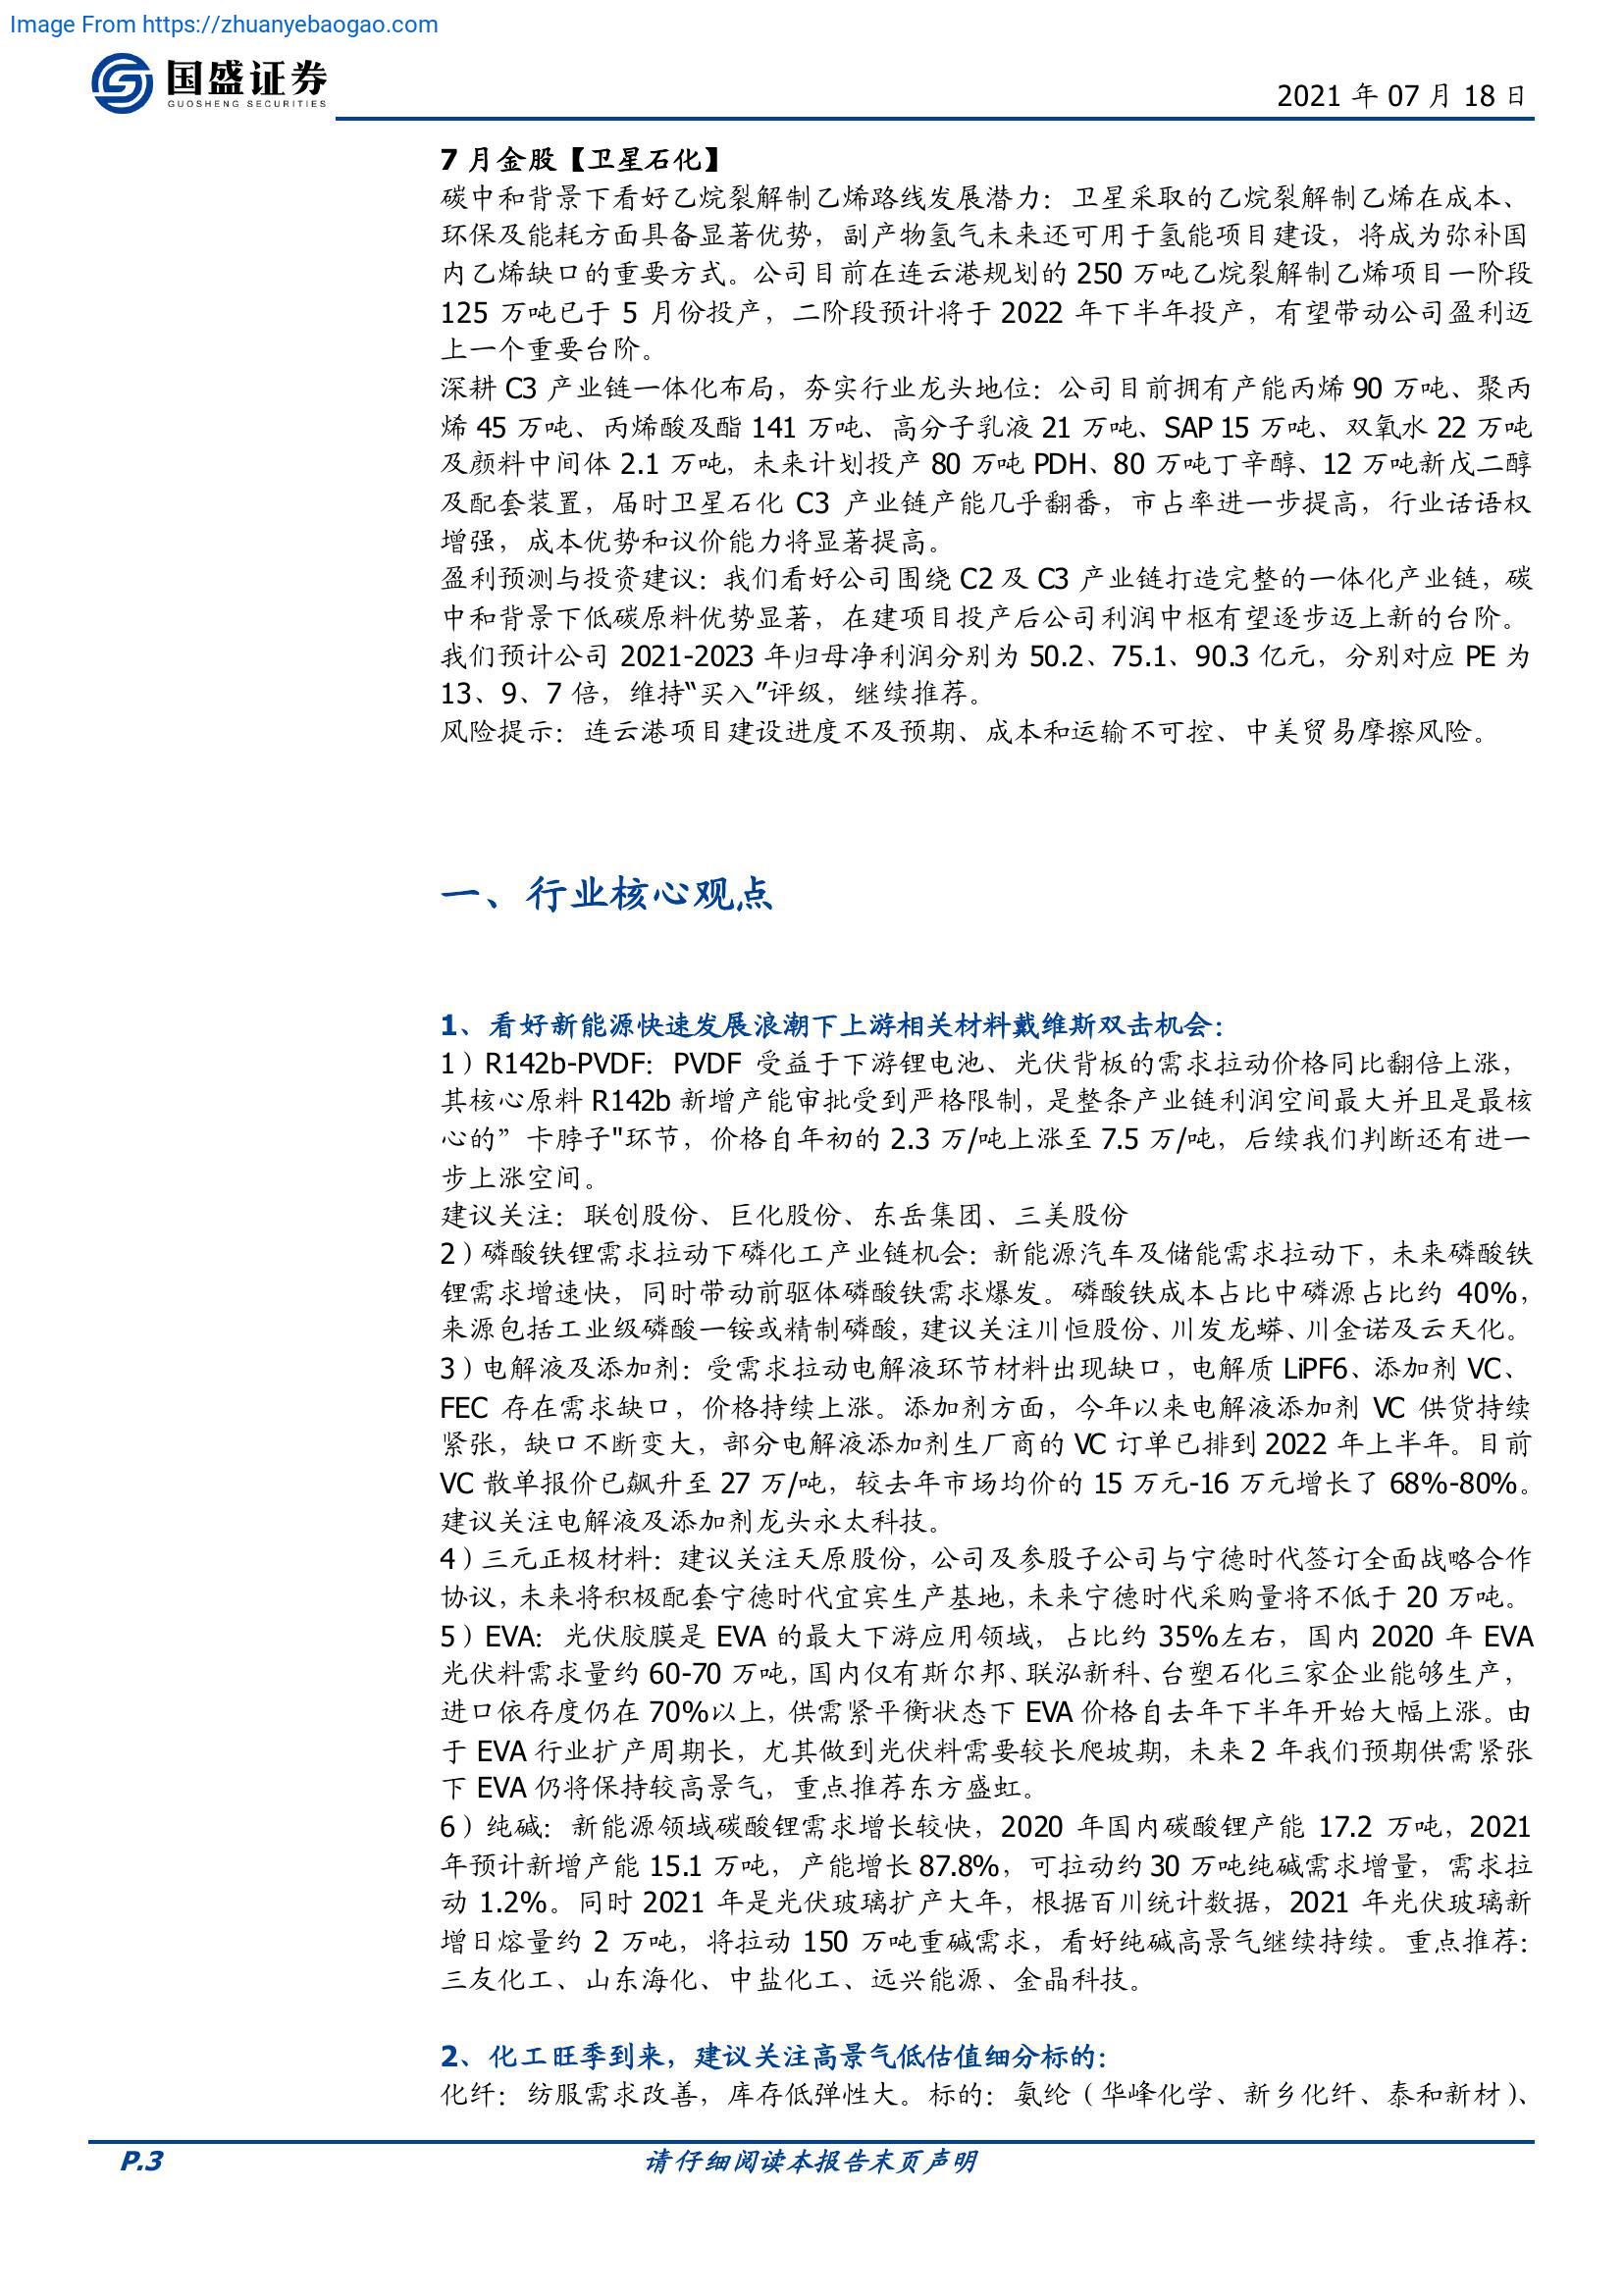 Image From https://zhuanyebaogao.com
国盛证券
GUOSHENG SECURITIES
2021 年 07 月 18 日
7 月金股【卫星石化】
碳中和背景下看好乙烷裂解制乙烯路线发展潜力：卫星采取的乙烷裂解制乙烯在成本、
环保及能耗方面具备显著优势，副产物氢气未来还可用于氢能项目建设，将成为弥补国
内乙烯缺口的重要方式。公司目前在连云港规划的 250 万吨乙烷裂解制乙烯项目一阶段
125 万吨已于 5 月份投产，二阶段预计将于 2022 年下半年投产，有望带动公司盈利迈
上一个重要台阶。
深耕 C3 产业链一体化布局，夯实行业龙头地位：公司目前拥有产能丙烯 90 万吨、聚丙
烯 45 万吨、丙烯酸及酯 141 万吨、高分子乳液 21 万吨、SAP 15 万吨、双氧水 22 万吨
及颜料中间体 2.1 万吨，未来计划投产 80 万吨 PDH、80 万吨丁辛醇、12 万吨新戊二醇
及配套装置，届时卫星石化 C3 产业链产能几乎翻番，市占率进一步提高，行业话语权
增强，成本优势和议价能力将显著提高。
盈利预测与投资建议：我们看好公司围绕 C2 及 C3 产业链打造完整的一体化产业链，碳
中和背景下低碳原料优势显著，在建项目投产后公司利润中枢有望逐步迈上新的台阶。
我们预计公司 2021-2023 年归母净利润分别为 50.2、75.1、90.3 亿元，分别对应 PE 为
13、9、7 倍，维持“买入”评级，继续推荐。
风险提示：连云港项目建设进度不及预期、成本和运输不可控、中美贸易摩擦风险。
一、行业核心观点
1、看好新能源快速发展浪潮下上游相关材料戴维斯双击机会：
1）R142b-PVDF：PVDF 受益于下游锂电池、光伏背板的需求拉动价格同比翻倍上涨，
其核心原料 R142b 新增产能审批受到严格限制，是整条产业链利润空间最大并且是最核
心的”卡脖子"环节，价格自年初的 2.3 万/吨上涨至 7.5 万/吨，后续我们判断还有进一
步上涨空间。
建议关注：联创股份、巨化股份、东岳集团、三美股份
2）磷酸铁锂需求拉动下磷化工产业链机会：新能源汽车及储能需求拉动下，未来磷酸铁
锂需求增速快，同时带动前驱体磷酸铁需求爆发。磷酸铁成本占比中磷源占比约 40%，
来源包括工业级磷酸一铵或精制磷酸，建议关注川恒股份、川发龙蟒、川金诺及云天化。
3）电解液及添加剂：受需求拉动电解液环节材料出现缺口，电解质 LiPF6、添加剂 VC、
FEC 存在需求缺口，价格持续上涨。添加剂方面，今年以来电解液添加剂 VC 供货持续
紧张，缺口不断变大，部分电解液添加剂生厂商的 VC 订单已排到 2022 年上半年。目前
VC 散单报价已飙升至 27 万/吨，较去年市场均价的 15 万元-16 万元增长了 68%-80%。
建议关注电解液及添加剂龙头永太科技。
4）三元正极材料：建议关注天原股份，公司及参股子公司与宁德时代签订全面战略合作
协议，未来将积极配套宁德时代宜宾生产基地，未来宁德时代采购量将不低于 20 万吨。
5）EVA：光伏胶膜是 EVA 的最大下游应用领域，占比约 35%左右，国内 2020 年 EVA
光伏料需求量约 60-70 万吨，国内仅有斯尔邦、联泓新科、台塑石化三家企业能够生产，
进口依存度仍在 70%以上，供需紧平衡状态下 EVA 价格自去年下半年开始大幅上涨。由
于 EVA 行业扩产周期长，尤其做到光伏料需要较长爬坡期，未来 2 年我们预期供需紧张
下 EVA 仍将保持较高景气，重点推荐东方盛虹。
6）纯碱：新能源领域碳酸锂需求增长较快，2020 年国内碳酸锂产能 17.2 万吨，2021
年预计新增产能 15.1 万吨，产能增长 87.8%，可拉动约 30 万吨纯碱需求增量，需求拉
动 1.2%。同时 2021 年是光伏玻璃扩产大年，根据百川统计数据，2021 年光伏玻璃新
增日熔量约 2 万吨，将拉动 150 万吨重碱需求，看好纯碱高景气继续持续。重点推荐：
三友化工、山东海化、中盐化工、远兴能源、金晶科技。
2、化工旺季到来，建议关注高景气低估值细分标的：
化纤：纺服需求改善，库存低弹性大。标的：氨纶（华峰化学、新乡化纤、泰和新材）、
P.3
请仔细阅读本报告末页声明